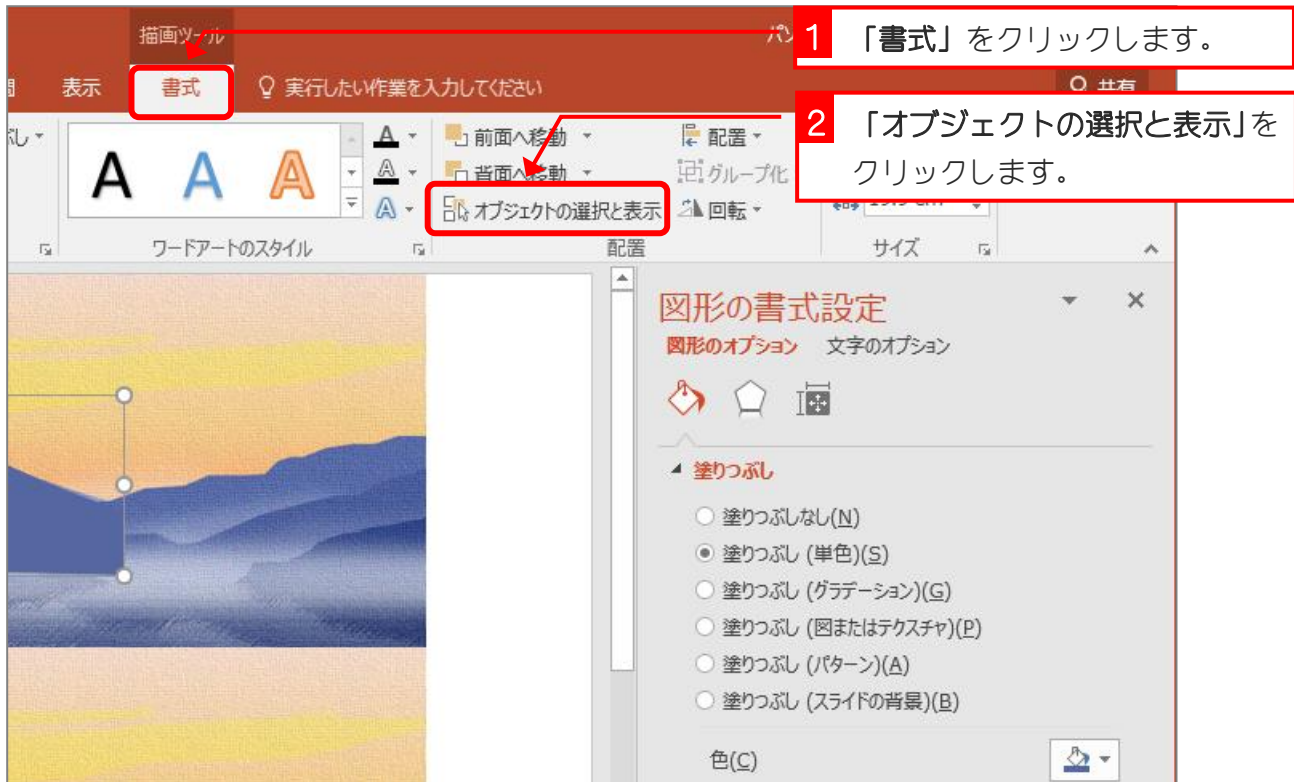 描画ツール
1 「書式」をクリックします。
表示 書式 実行したい作業を入力してください 共有
2 「オブジェクトの選択と表示」を
クリックします。
A A A A 前面へ移動 配置
A 背面へ移動 グループ化
A オブジェクトの選択と表示 回転
ワードアートのスタイル 配置 サイズ
図形の書式設定
図形のオプション 文字のオプション
塗りつぶし
塗りつぶしなし(N)
塗りつぶし (単色)(S)
塗りつぶし (グラデーション)(G)
塗りつぶし (図またはテクスチャ)(P)
塗りつぶし (パターン)(A)
塗りつぶし (スライドの背景)(B)
色(C)